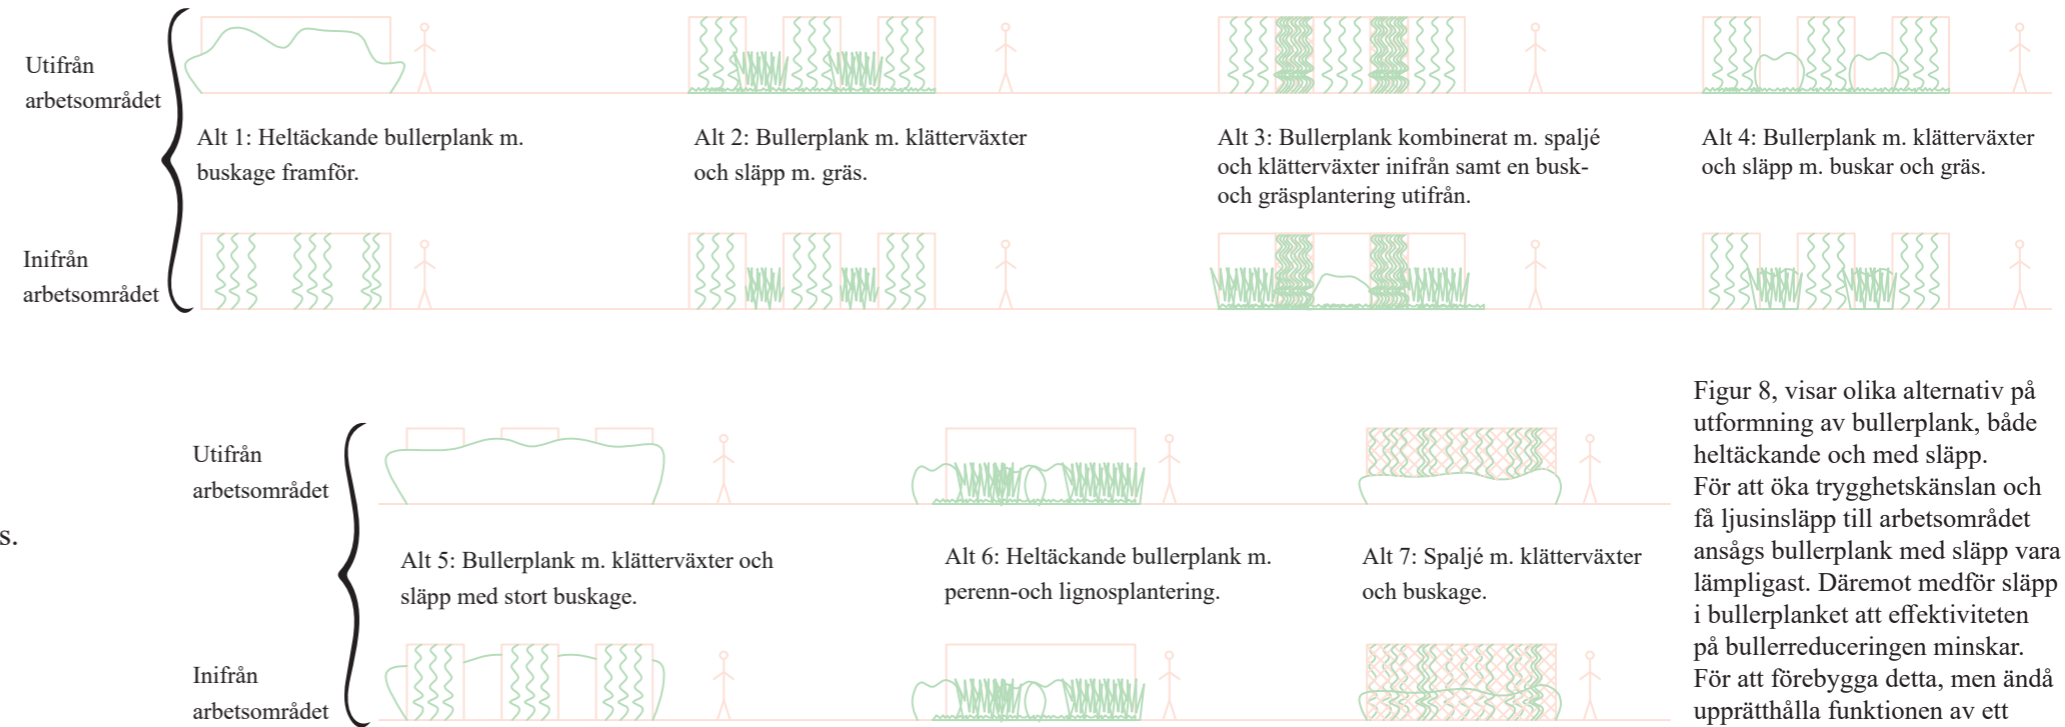 Utifrån
arbetsområdet
Alt 1: Heltäckande bullerplank m.
buskage framför.
Alt 2: Bullerplank m. klätterväxter
och släpp m. gräs.
Alt 3: Bullerplank kombinerat m. spaljé
och klätterväxter inifrån samt en busk-
och gräsplantering utifrån.
Alt 4: Bullerplank m. klätterväxter
och släpp m. buskar och gräs.
Inifrån
arbetsområdet
s.
Utifrån
arbetsområdet
Alt 5: Bullerplank m. klätterväxter och
släpp med stort buskage.
Alt 6: Heltäckande bullerplank m.
perenn-och lignosplantering.
Alt 7: Spaljé m. klätterväxter
och buskage.
Inifrån
arbetsområdet
Figur 8, visar olika alternativ på
utformning av bullerplank, både
heltäckande och med släpp.
För att öka trygghetskänslan och
få ljusinsläpp till arbetsområdet
ansågs bullerplank med släpp vara
lämpligast. Däremot medför släpp
i bullerplanket att effektiviteten
på bullerreduceringen minskar.
För att förebygga detta, men ändå
upprätthålla funktionen av ett